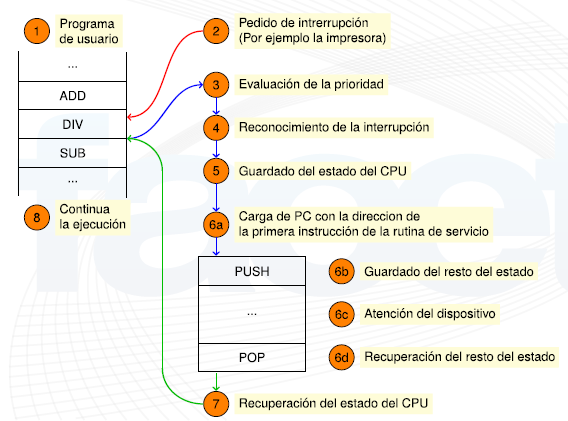 1 Programa
de usuario
...
ADD
DIV
SUB
...
8 Continua
la ejecución
2 Pedido de intrerrupción
(Por ejemplo la impresora)
3 Evaluación de la prioridad
4 Reconocimiento de la interrupción
5 Guardado del estado del CPU
6a Carga de PC con la direccion de
la primera instrucción de la rutina de servicio
PUSH
...
POP
6b Guardado del resto del estado
6c Atención del dispositivo
6d Recuperación del resto del estado
7 Recuperación del estado del CPU
facet